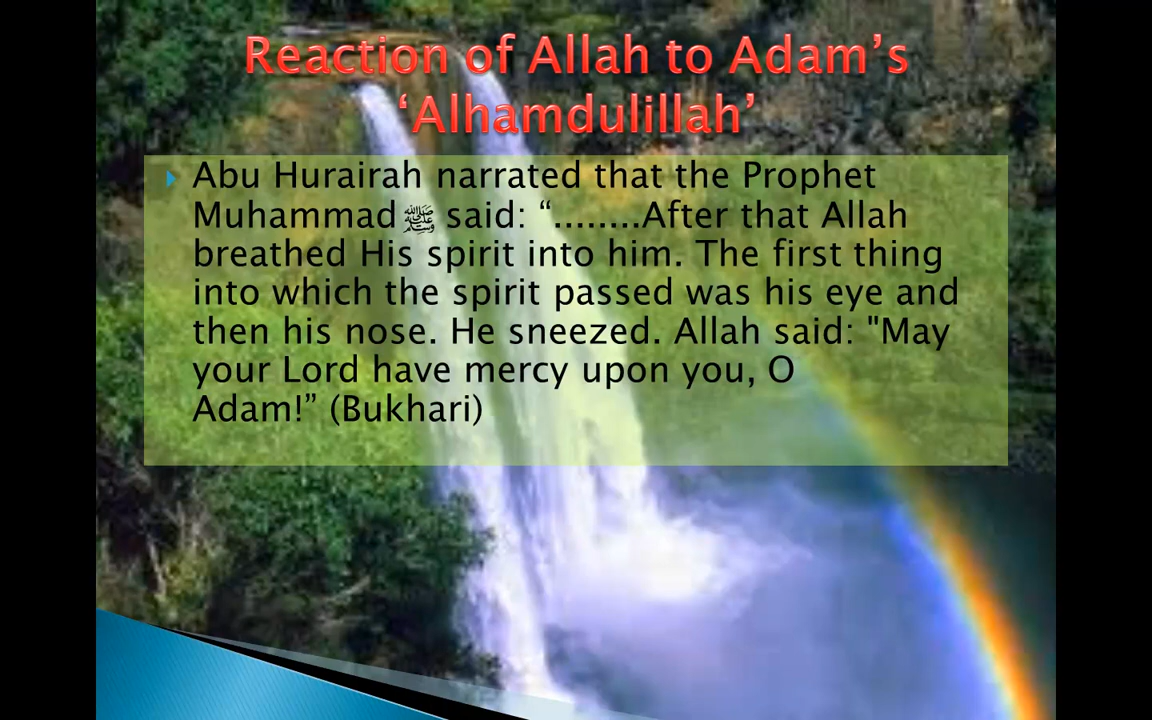 Reaction of Allah to Adam’s
‘Alhamdulillah’
Abu Hurairah narrated that the Prophet
Muhammad ﷺ said: “........After that Allah
breathed His spirit into him. The first thing
into which the spirit passed was his eye and
then his nose. He sneezed. Allah said: "May
your Lord have mercy upon you, O
Adam!” (Bukhari)